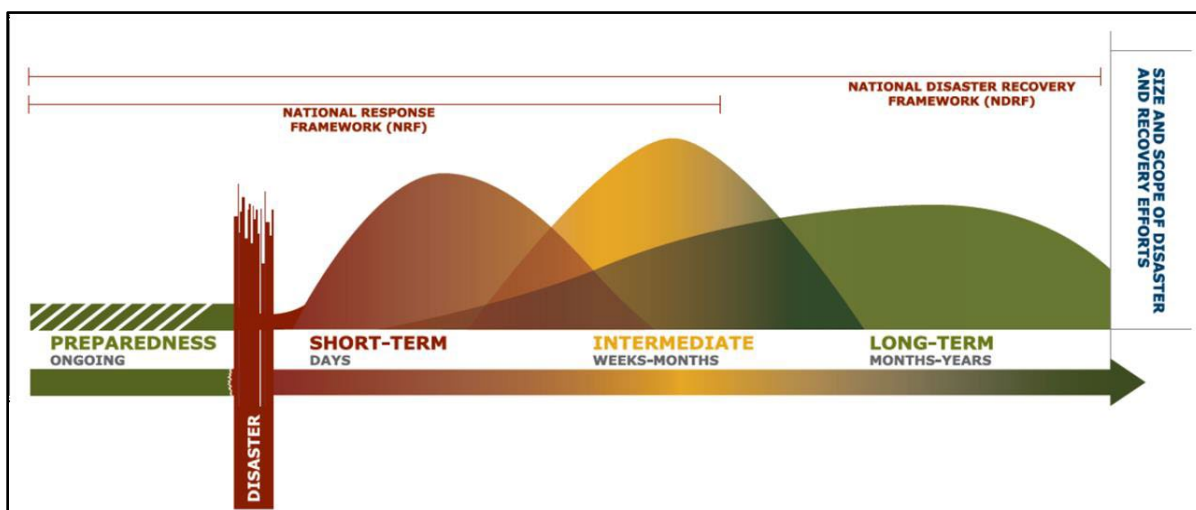 NATIONAL DISASTER RECOVERY
FRAMEWORK (NDRF)
NATIONAL RESPONSE
FRAMEWORK (NRF)
SIZE AND SCOPE OF DISASTER
AND RECOVERY EFFORTS
PREPAREDNESS
ONGOING
SHORT-TERM
DAYS
INTERMEDIATE
WEEKS-MONTHS
LONG-TERM
MONTHS-YEARS
DISASTER